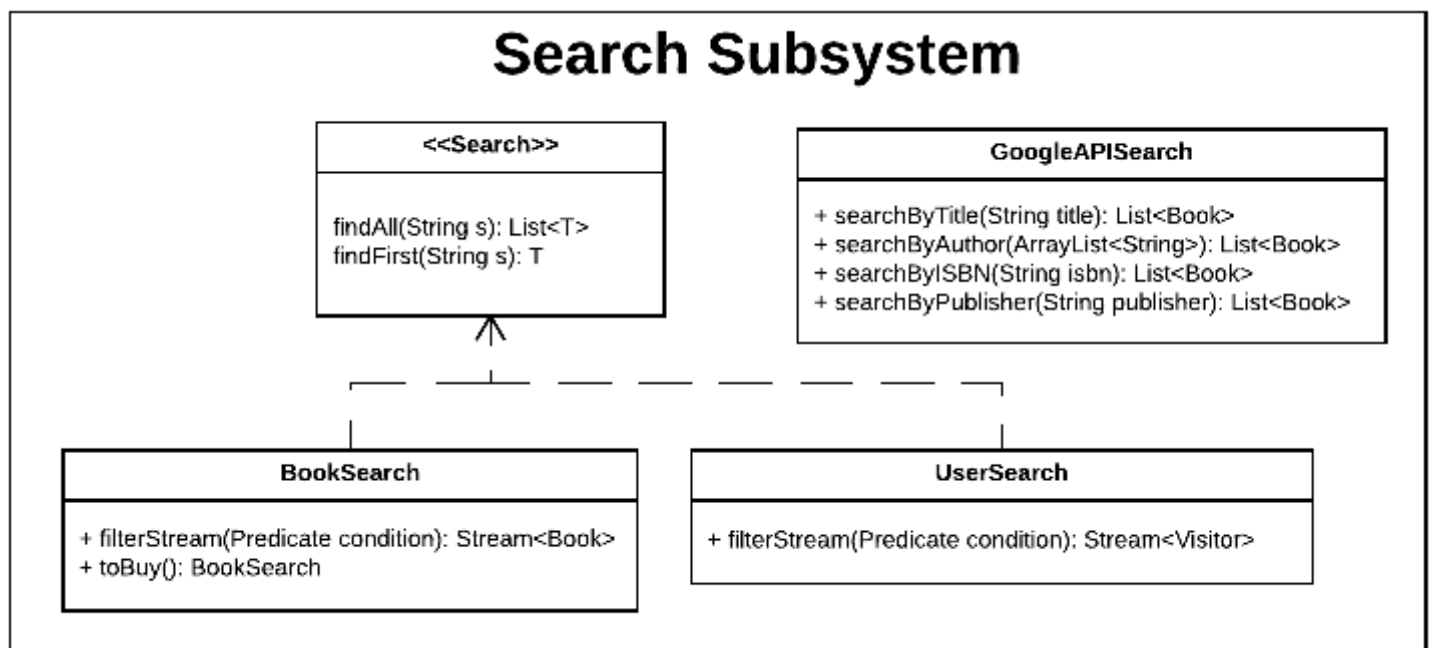 Search Subsystem
<<Search>>
findAll(String s): List<T>
findFirst(String s): T
GoogleAPISearch
+ searchByTitle(String title): List<Book>
+ searchByAuthor(ArrayList<String>): List<Book>
+ searchByISBN(String isbn): List<Book>
+ searchByPublisher(String publisher): List<Book>
BookSearch
+ filterStream(Predicate condition): Stream<Book>
+ toBuy(): BookSearch
UserSearch
+ filterStream(Predicate condition): Stream<Visitor>